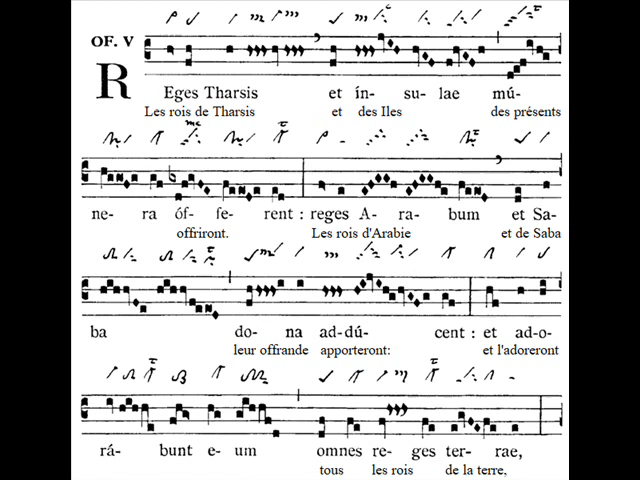 OF. V
REges Tharsis et ín- su- lae mú-
Les rois de Tharsis et des Iles des présents
ne- ra óf- fe- rent : reges A- ra- bum et Sa-
offriront. Les rois d'Arabie et de Saba
ba do- na ad-dú- cent : et ad-o-
leur offrande apporteront: et l'adoreront
rá- bunt e- um omnes re- ges ter- rae,
tous les rois de la terre,